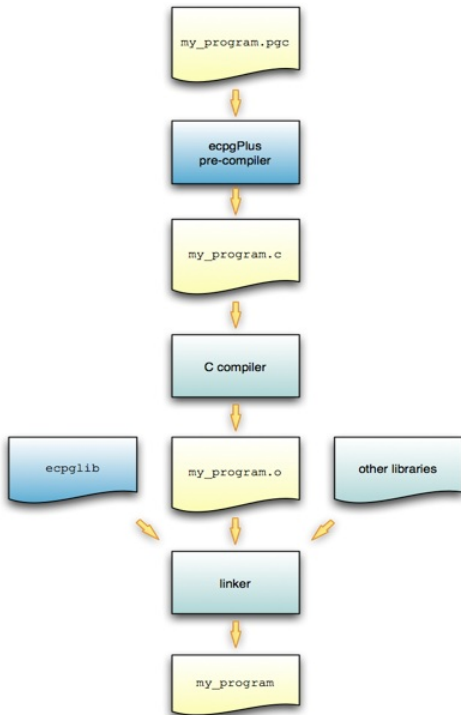 my_program.pgc
ecpgPlus
pre-compiler
my_program.c
C compiler
ecpglib
my_program.o
other libraries
linker
my_program